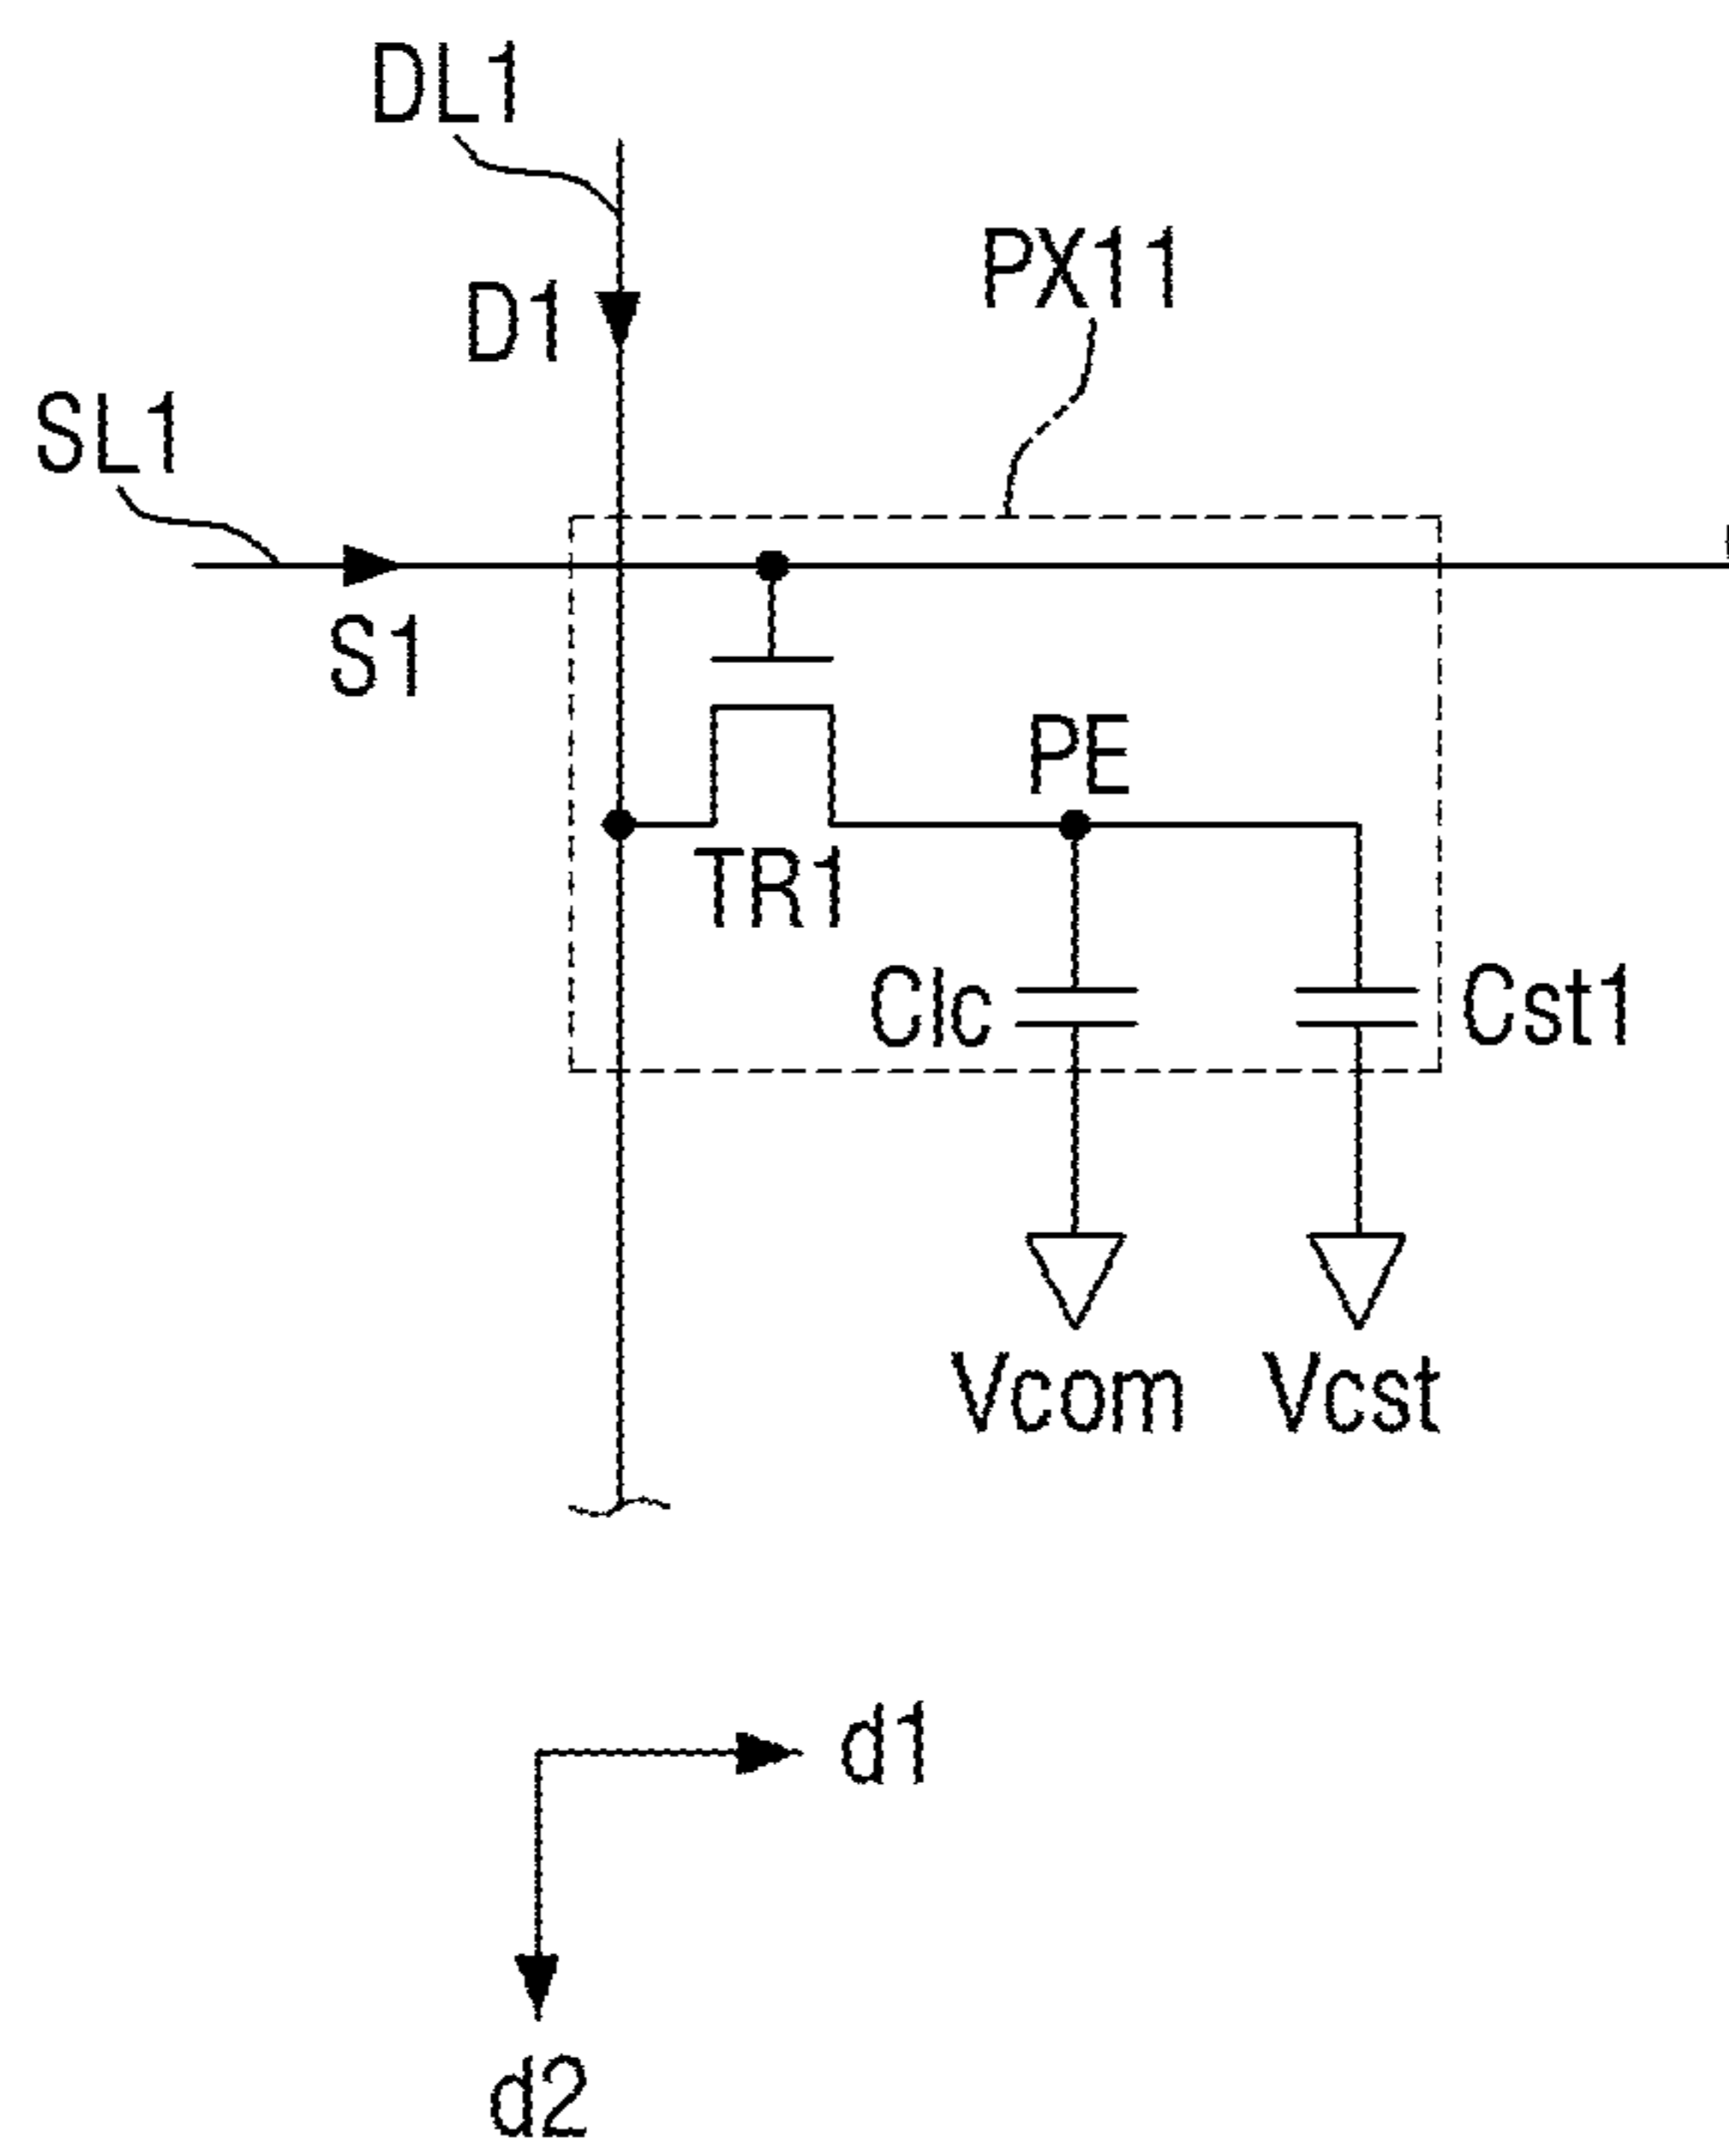 DL1
PX11
D1
SL1
S1
PE
TR1
Clc
Cst1
Vcom
Vcst
d1
d2